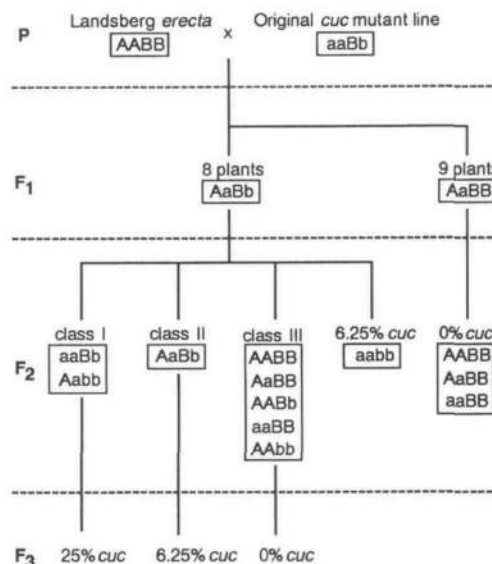 P
Landsberg erecta x Original cuc mutant line
AABB aaBb
F1
8 plants 9 plants
AaBb AaBB
F2
class I class II class III 6.25% cuc 0% cuc
aaBb AaBb AABB aabb AABB
Aabb AaBB AaBB
AABb aaBB
aaBB
AAbb
F3 25% cuc 6.25% cuc 0% cuc